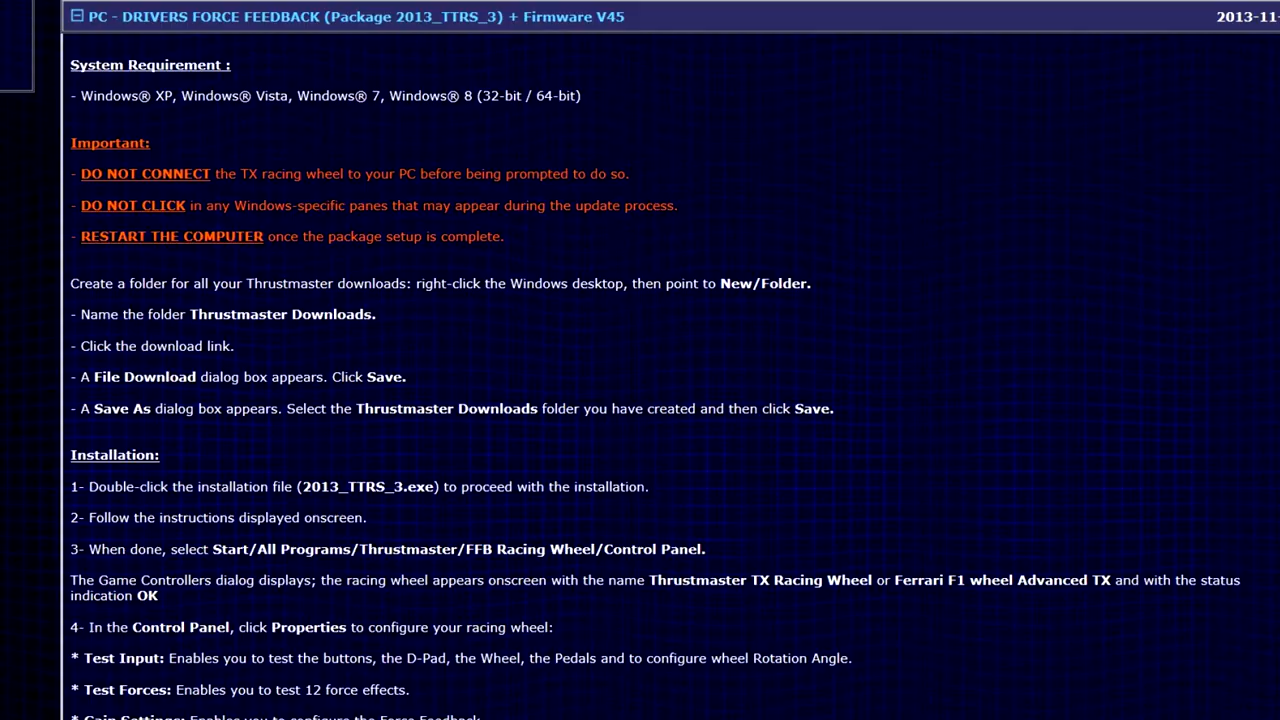 PC - DRIVERS FORCE FEEDBACK (Package 2013_TTRS_3) + Firmware V45 2013-11-
System Requirement :
- Windows® XP, Windows® Vista, Windows® 7, Windows® 8 (32-bit / 64-bit)
Important:
- DO NOT CONNECT the TX racing wheel to your PC before being prompted to do so.
- DO NOT CLICK in any Windows-specific panes that may appear during the update process.
- RESTART THE COMPUTER once the package setup is complete.
Create a folder for all your Thrustmaster downloads: right-click the Windows desktop, then point to New/Folder.
- Name the folder Thrustmaster Downloads.
- Click the download link.
- A File Download dialog box appears. Click Save.
- A Save As dialog box appears. Select the Thrustmaster Downloads folder you have created and then click Save.
Installation:
1- Double-click the installation file (2013_TTRS_3.exe) to proceed with the installation.
2- Follow the instructions displayed onscreen.
3- When done, select Start/All Programs/Thrustmaster/FFB Racing Wheel/Control Panel.
The Game Controllers dialog displays; the racing wheel appears onscreen with the name Thrustmaster TX Racing Wheel or Ferrari F1 wheel Advanced TX and with the status
indication OK
4- In the Control Panel, click Properties to configure your racing wheel:
* Test Input: Enables you to test the buttons, the D-Pad, the Wheel, the Pedals and to configure wheel Rotation Angle.
* Test Forces: Enables you to test 12 force effects.
* Gain Settings: Enables you to configure the Force Feedback